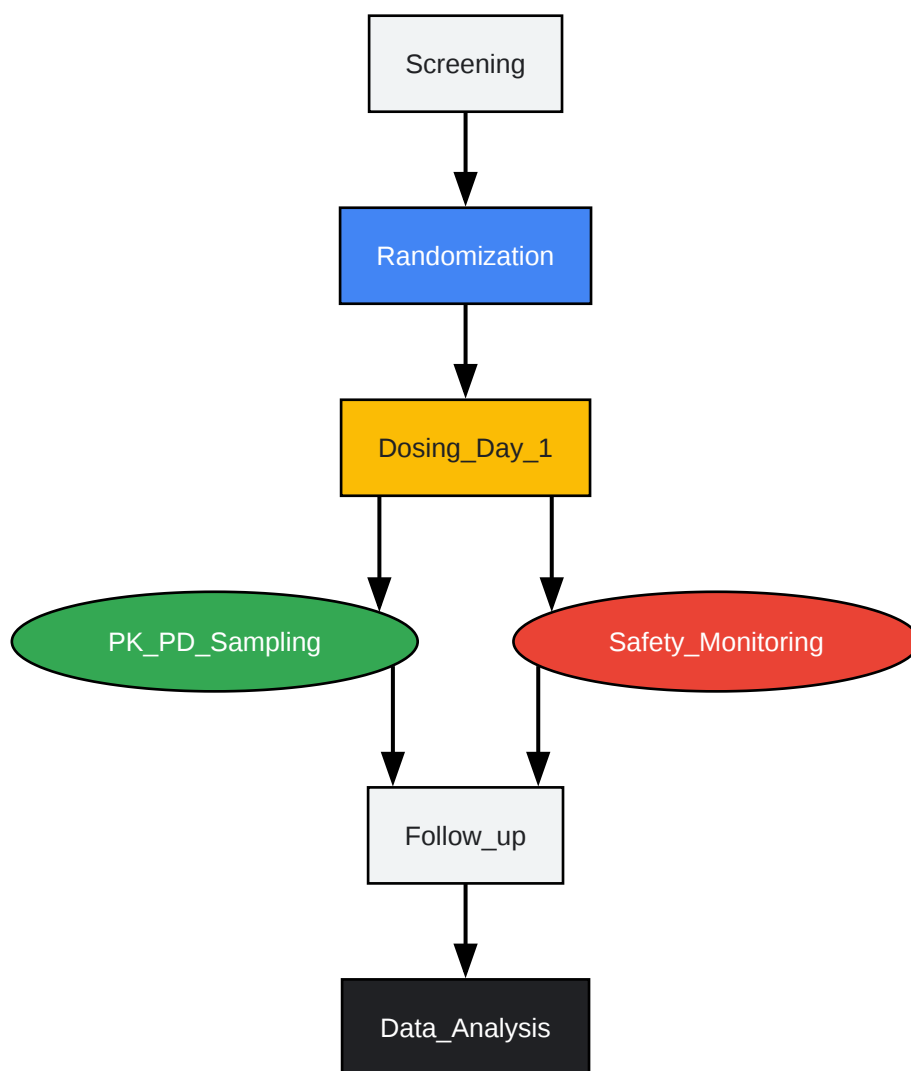 Screening
Randomization
Dosing_Day_1
PK_PD_Sampling
Safety_Monitoring
Follow_up
Data_Analysis